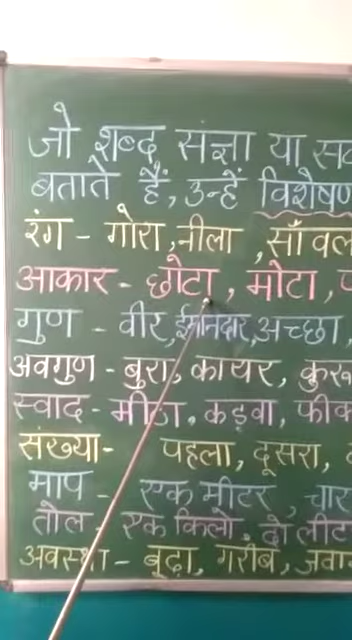 जो शब्द संज्ञा या
बताते हैं, उन्हें विशेषण
रंग - गोरा, नीला, साँवल
आकार - छोटा, मोटा, प
गुण - वीर, ईमानदार, अच्छा,
अवगुण - बुरा, कायर, कुरू
स्वाद - मीठा, कड़वा, फीक
संख्या - पहला, दूसरा,
माप - एक मीटर, चार
तोल - एक किलो, दो लीट
अवस्था - बूढ़ा, गरीब, जवा